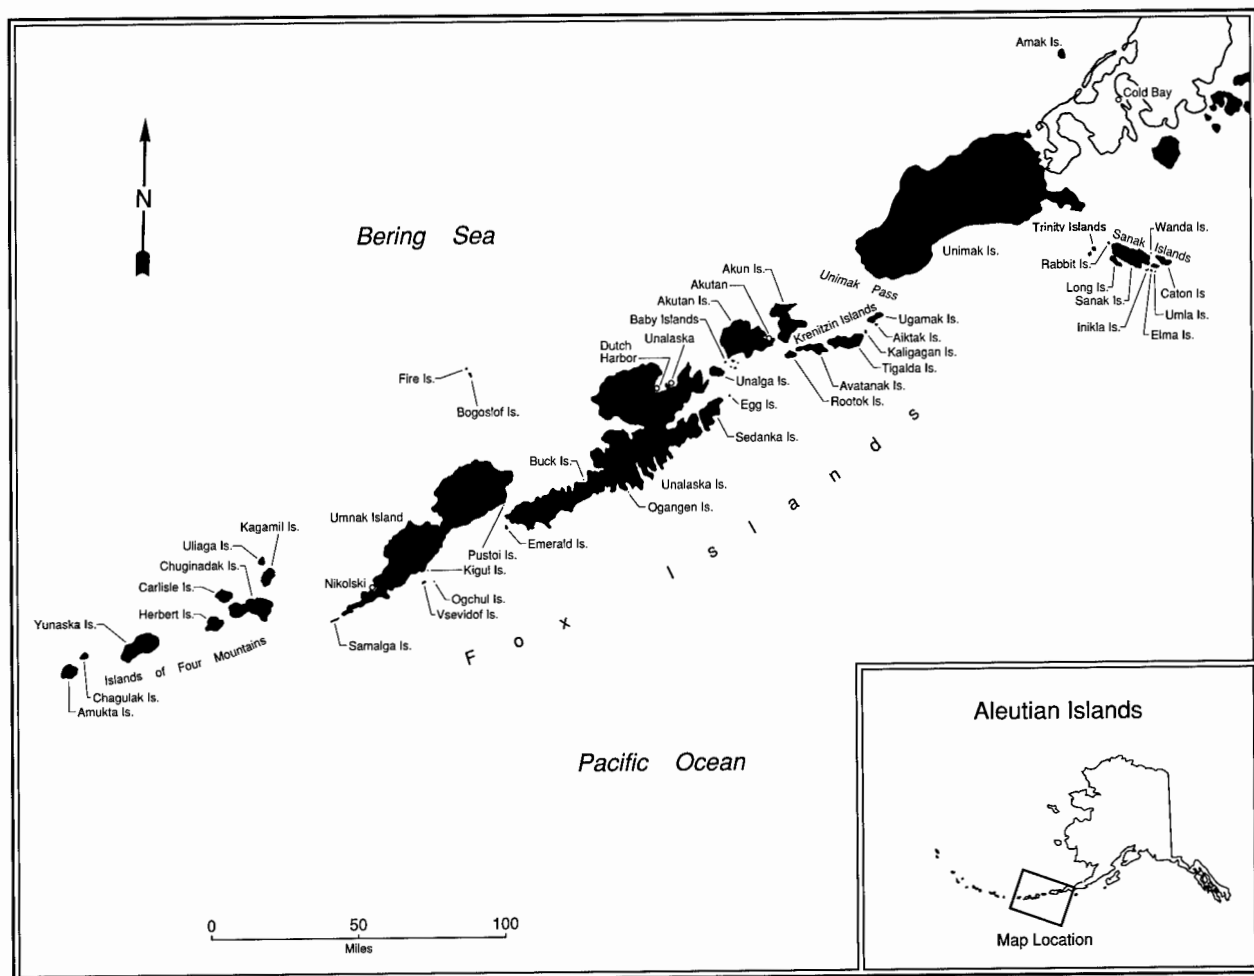 Amak Is.
Cold Bay
N
Bering Sea
Unimak Is.
Trinity Islands
Sanak Islands
Wanda Is.
Rabbit Is.
Long Is.
Sanak Is.
Caton Is
Umla Is.
Inikla Is.
Elma Is.
Unimak Pass
Akun Is.
Akutan
Akutan Is.
Baby Islands
Unalaska
Dutch
Harbor
Krenitzin Islands
Ugamak Is.
Aiktak Is.
Kaligagan Is.
Tigalda Is.
Avatanak Is.
Rootok Is.
Unalga Is.
Egg Is.
Sedanka Is.
Fire Is.
Bogoslof Is.
Buck Is.
Unalaska Is.
Ogangen Is.
Umnak Island
Emerald Is.
Pustoi Is.
Kigul Is.
Ogchul Is.
Vsevidof Is.
Nikolski
Samalga Is.
Kagamil Is.
Uliaga Is.
Chuginadak Is.
Carlisle Is.
Herbert Is.
Yunaska Is.
Islands of Four Mountains
Chagulak Is.
Amukta Is.
Fox Islands
Pacific Ocean
0 50 100
Miles
Aleutian Islands
Map Location